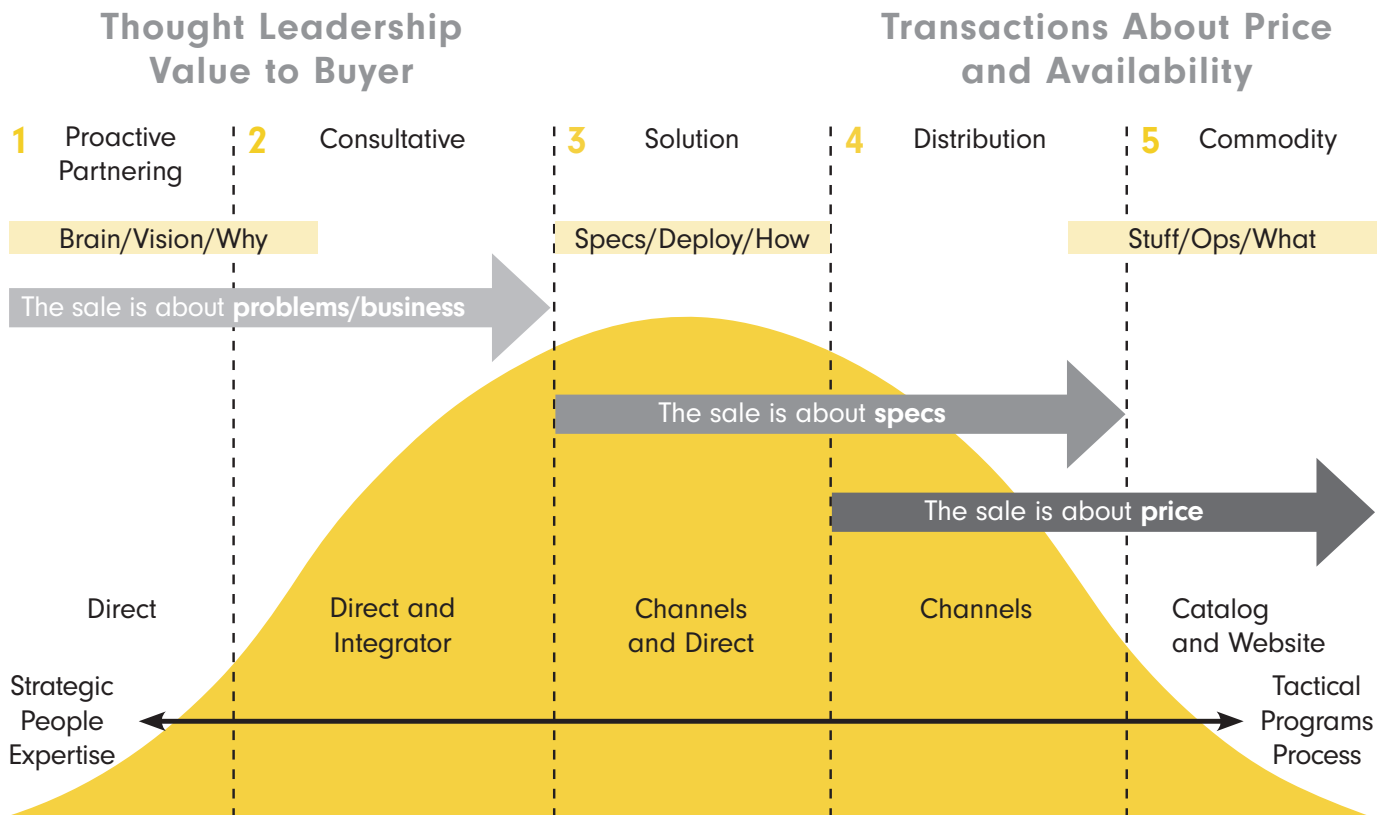 Thought Leadership
Value to Buyer
Transactions About Price
and Availability
1 Proactive
Partnering
2 Consultative
3 Solution
4 Distribution
5 Commodity
Brain/Vision/Why
Specs/Deploy/How
Stuff/Ops/What
The sale is about problems/business
The sale is about specs
The sale is about price
Direct
Direct and
Integrator
Channels
and Direct
Channels
Catalog
and Website
Strategic
People
Expertise
Tactical
Programs
Process